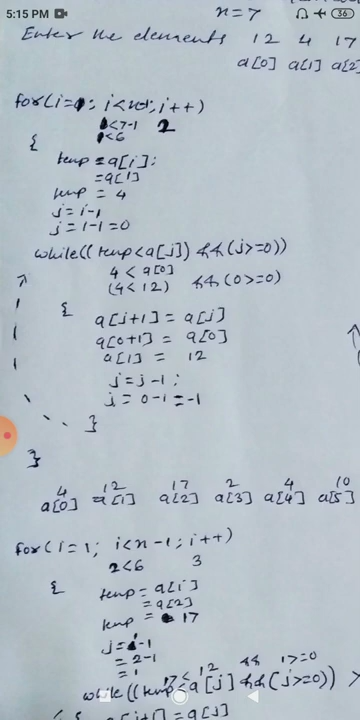 5:15 PM 36
n=7
Enter the elements 12 4 17
a[0] a[1] a[2]
for(i= ; i<n-1; i++)
<7-1 2
1<6
{
temp = a[i];
= a[1]
temp = 4
j = i-1
j = 1-1 = 0
while((temp<a[j]) && (j>=0))
4 < a[0]
(4<12) && (0>=0)
{
a[j+1] = a[j]
a[0+1] = a[0]
a[1] = 12
j = j-1;
j = 0-1 = -1
}
}
4 12 17 2 4 10
a[0] a[1] a[2] a[3] a[4] a[5]
for(i=1; i<n-1; i++)
2<6 3
{
temp = a[i]
= a[2]
temp = 17
j = -1
= 2-1
= 1
17 < 12 && 1>=0
while((temp<a[j] && (j>=0))
{ a[j+1] = a[j]